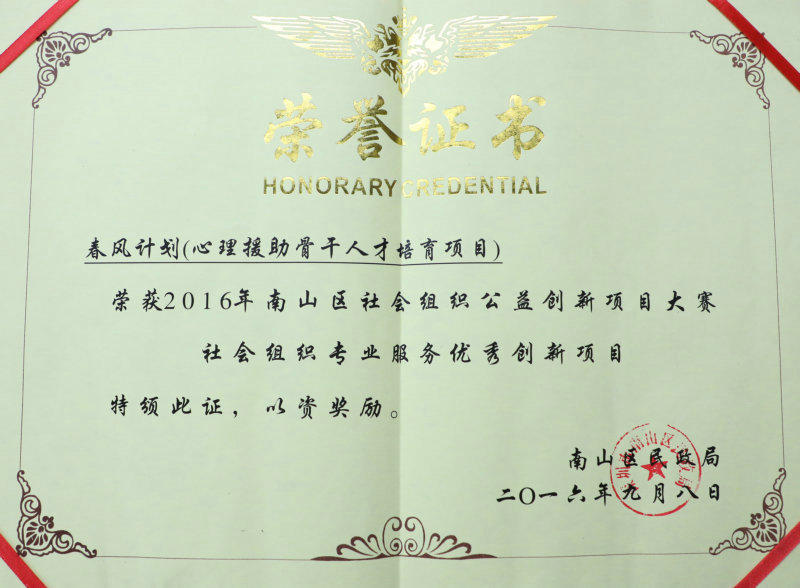 荣誉证书
HONORARY CREDENTIAL
春风计划(心理援助骨干人才培育项目)
荣获2016年南山区社会组织公益创新项目大赛
社会组织专业服务优秀创新项目
特颁此证，以资奖励。
南山区民政局
二〇一六年九月八日